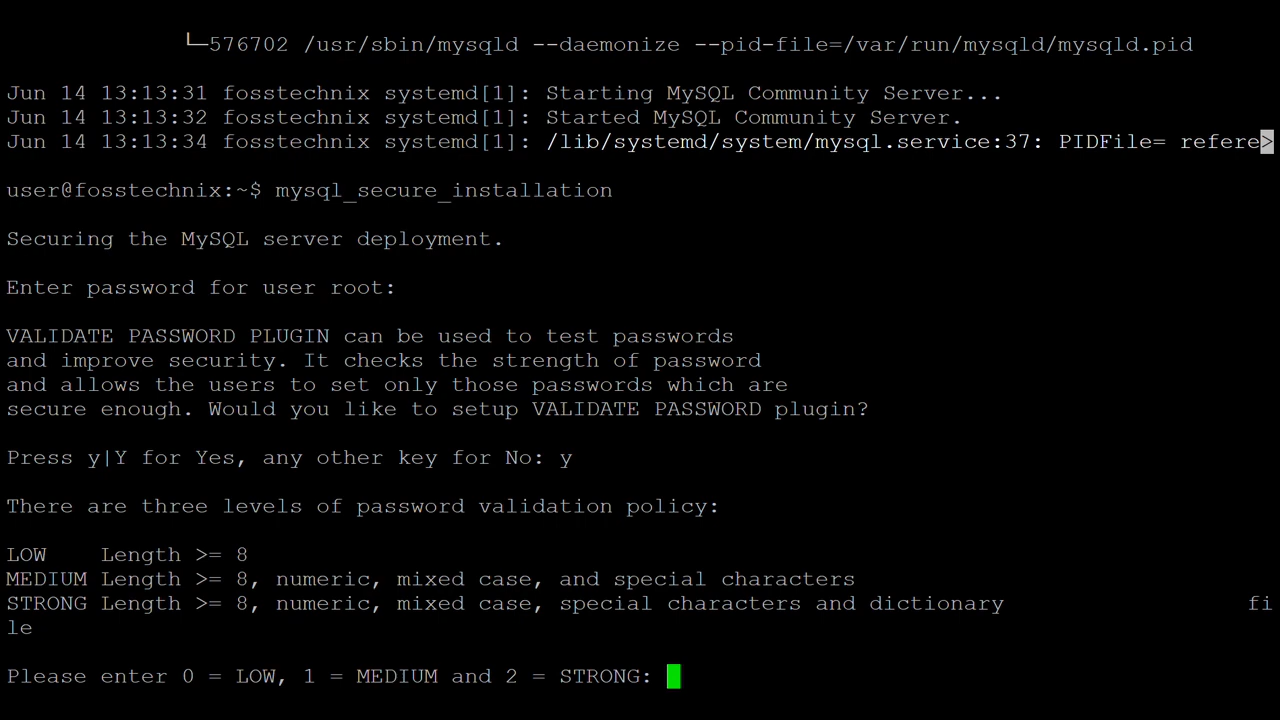 └─576702 /usr/sbin/mysqld --daemonize --pid-file=/var/run/mysqld/mysqld.pid
Jun 14 13:13:31 fosstechnix systemd[1]: Starting MySQL Community Server...
Jun 14 13:13:32 fosstechnix systemd[1]: Started MySQL Community Server.
Jun 14 13:13:34 fosstechnix systemd[1]: /lib/systemd/system/mysql.service:37: PIDFile= refere>
user@fosstechnix:~$ mysql_secure_installation
Securing the MySQL server deployment.
Enter password for user root:
VALIDATE PASSWORD PLUGIN can be used to test passwords
and improve security. It checks the strength of password
and allows the users to set only those passwords which are
secure enough. Would you like to setup VALIDATE PASSWORD plugin?
Press y|Y for Yes, any other key for No: y
There are three levels of password validation policy:
LOW    Length >= 8
MEDIUM Length >= 8, numeric, mixed case, and special characters
STRONG Length >= 8, numeric, mixed case, special characters and dictionary                  fi
le
Please enter 0 = LOW, 1 = MEDIUM and 2 = STRONG: